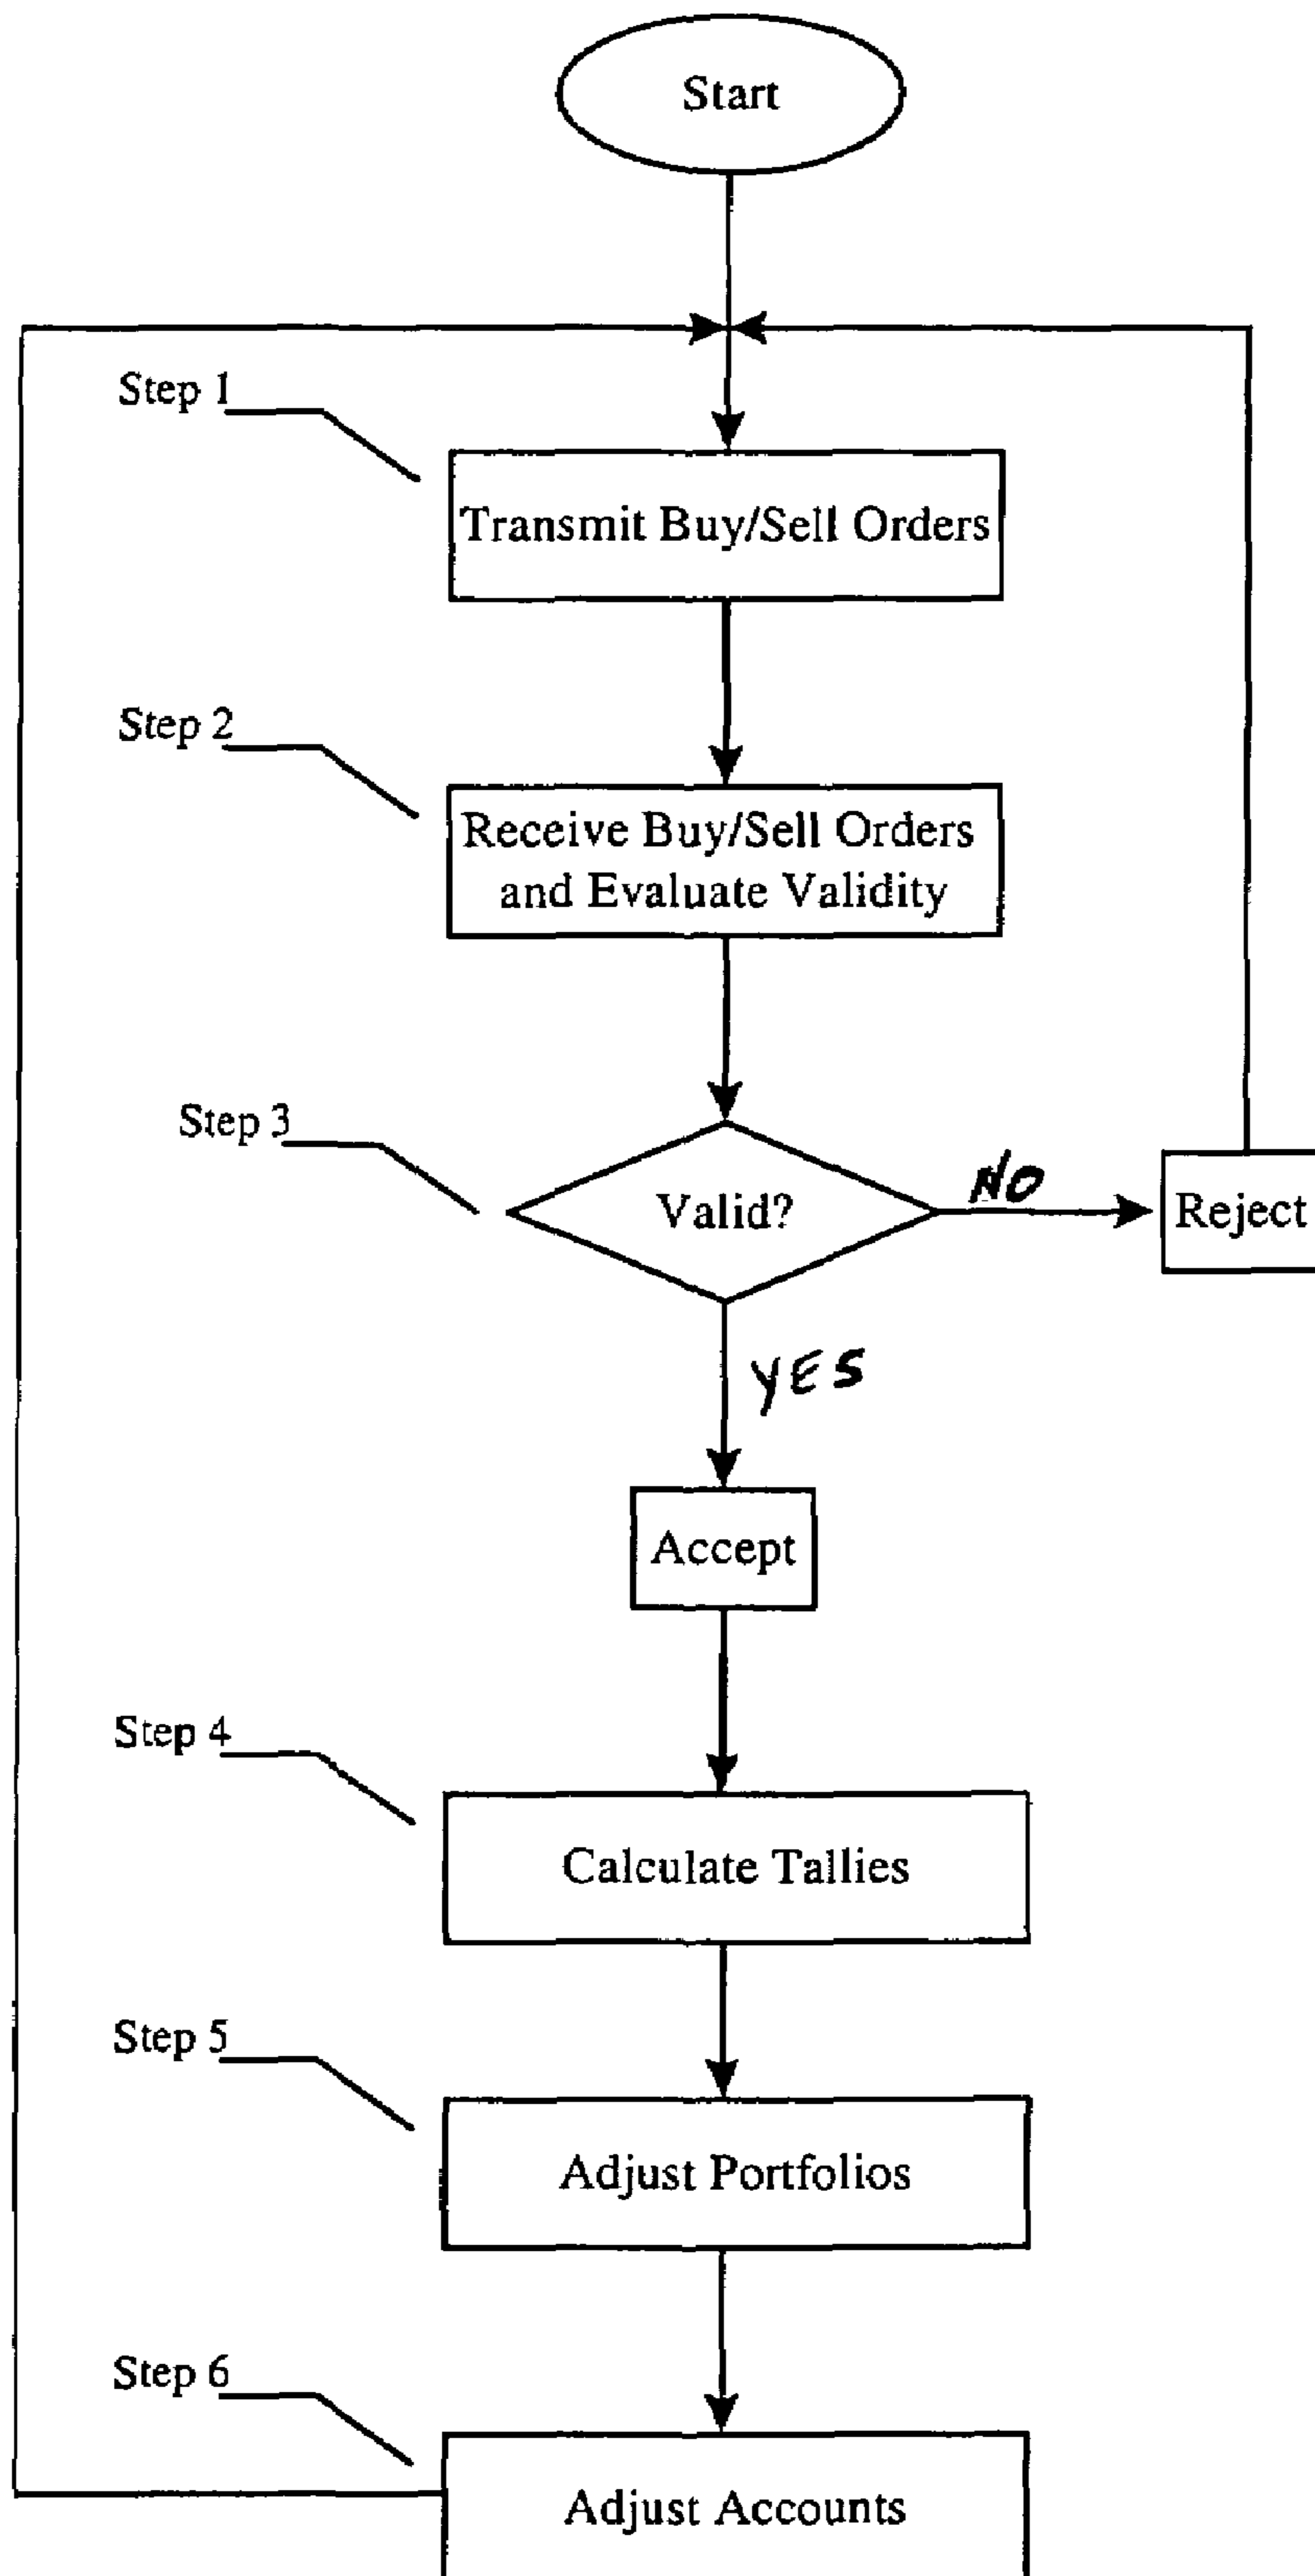 Start
Step 1
Transmit Buy/Sell Orders
Step 2
Receive Buy/Sell Orders
and Evaluate Validity
Step 3
Valid?
NO
Reject
YES
Accept
Step 4
Calculate Tallies
Step 5
Adjust Portfolios
Step 6
Adjust Accounts